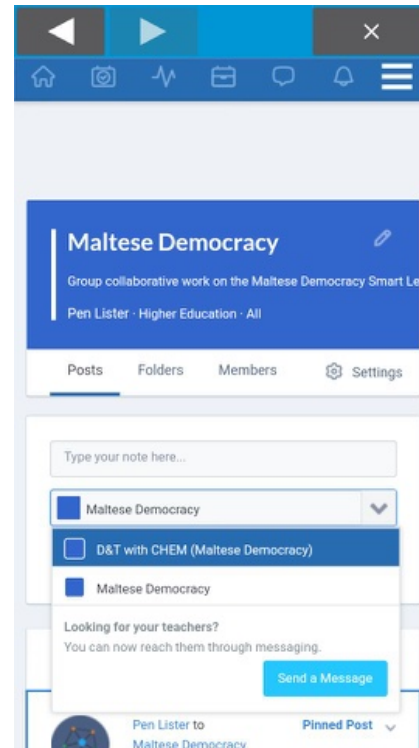 Maltese Democracy
Group collaborative work on the Maltese Democracy Smart Le
Pen Lister · Higher Education · All
Posts Folders Members Settings
Type your note here...
Maltese Democracy
D&T with CHEM (Maltese Democracy)
Maltese Democracy
Looking for your teachers?
You can now reach them through messaging.
Send a Message
Pen Lister to Pinned Post
Maltese Democracy